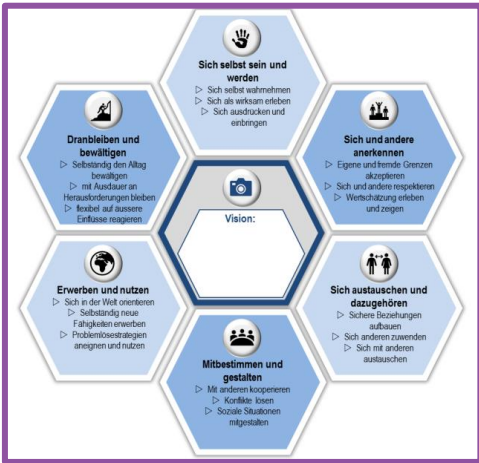 Sich selbst sein und
werden
▷ Sich selbst wahrnehmen
▷ Sich als wirksam erleben
▷ Sich ausdrücken und
einbringen
Dranbleiben und
bewältigen
▷ Selbständig den Alltag
bewältigen
▷ mit Ausdauer an
Herausforderungen bleiben
▷ flexibel auf äussere
Einflüsse reagieren
Sich und andere
anerkennen
▷ Eigene und fremde Grenzen
akzeptieren
▷ Sich und andere respektieren
▷ Wertschätzung erleben
und zeigen
Vision:
Erwerben und nutzen
▷ Sich in der Welt orientieren
▷ Selbständig neue
Fähigkeiten erwerben
▷ Problemlösestrategien
aneignen und nutzen
Sich austauschen und
dazugehören
▷ Sichere Beziehungen
aufbauen
▷ Sich anderen zuwenden
▷ Sich mit anderen
austauschen
Mitbestimmen und
gestalten
▷ Mit anderen kooperieren
▷ Konflikte lösen
▷ Soziale Situationen
mitgestalten